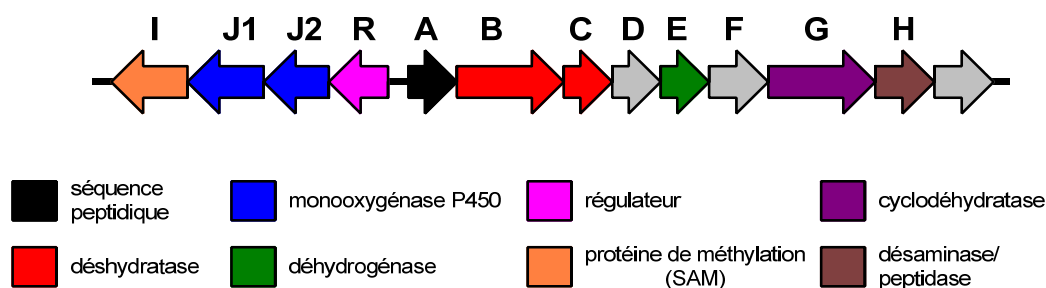 I J1 J2 R A B C D E F G H
séquence
peptidique
monooxygénase P450
régulateur
cyclodéhydratase
déshydratase
déhydrogénase
protéine de méthylation
(SAM)
désaminase/
peptidase